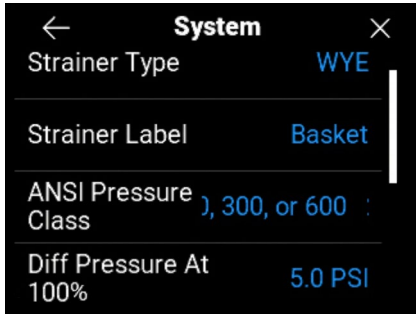 System
Strainer Type WYE
Strainer Label Basket
ANSI Pressure
Class
, 300, or 600
Diff Pressure At
100%
5.0 PSI